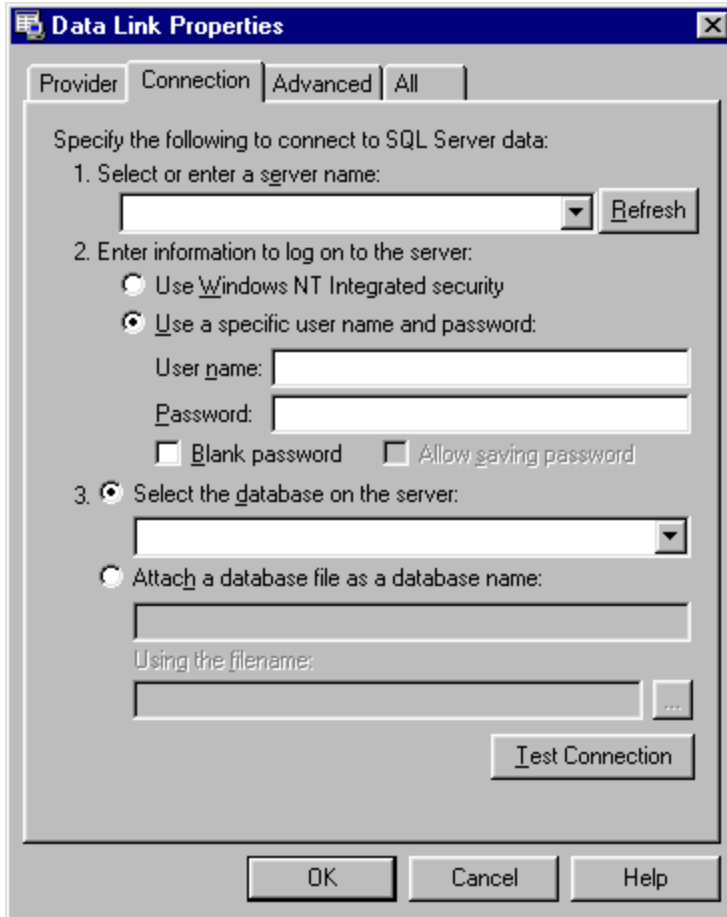 Data Link Properties
Provider Connection Advanced All
Specify the following to connect to SQL Server data:
1. Select or enter a server name:
Refresh
2. Enter information to log on to the server:
Use Windows NT Integrated security
Use a specific user name and password:
User name:
Password:
Blank password Allow saving password
3. Select the database on the server:
Attach a database file as a database name:
Using the filename:
...
Test Connection
OK Cancel Help